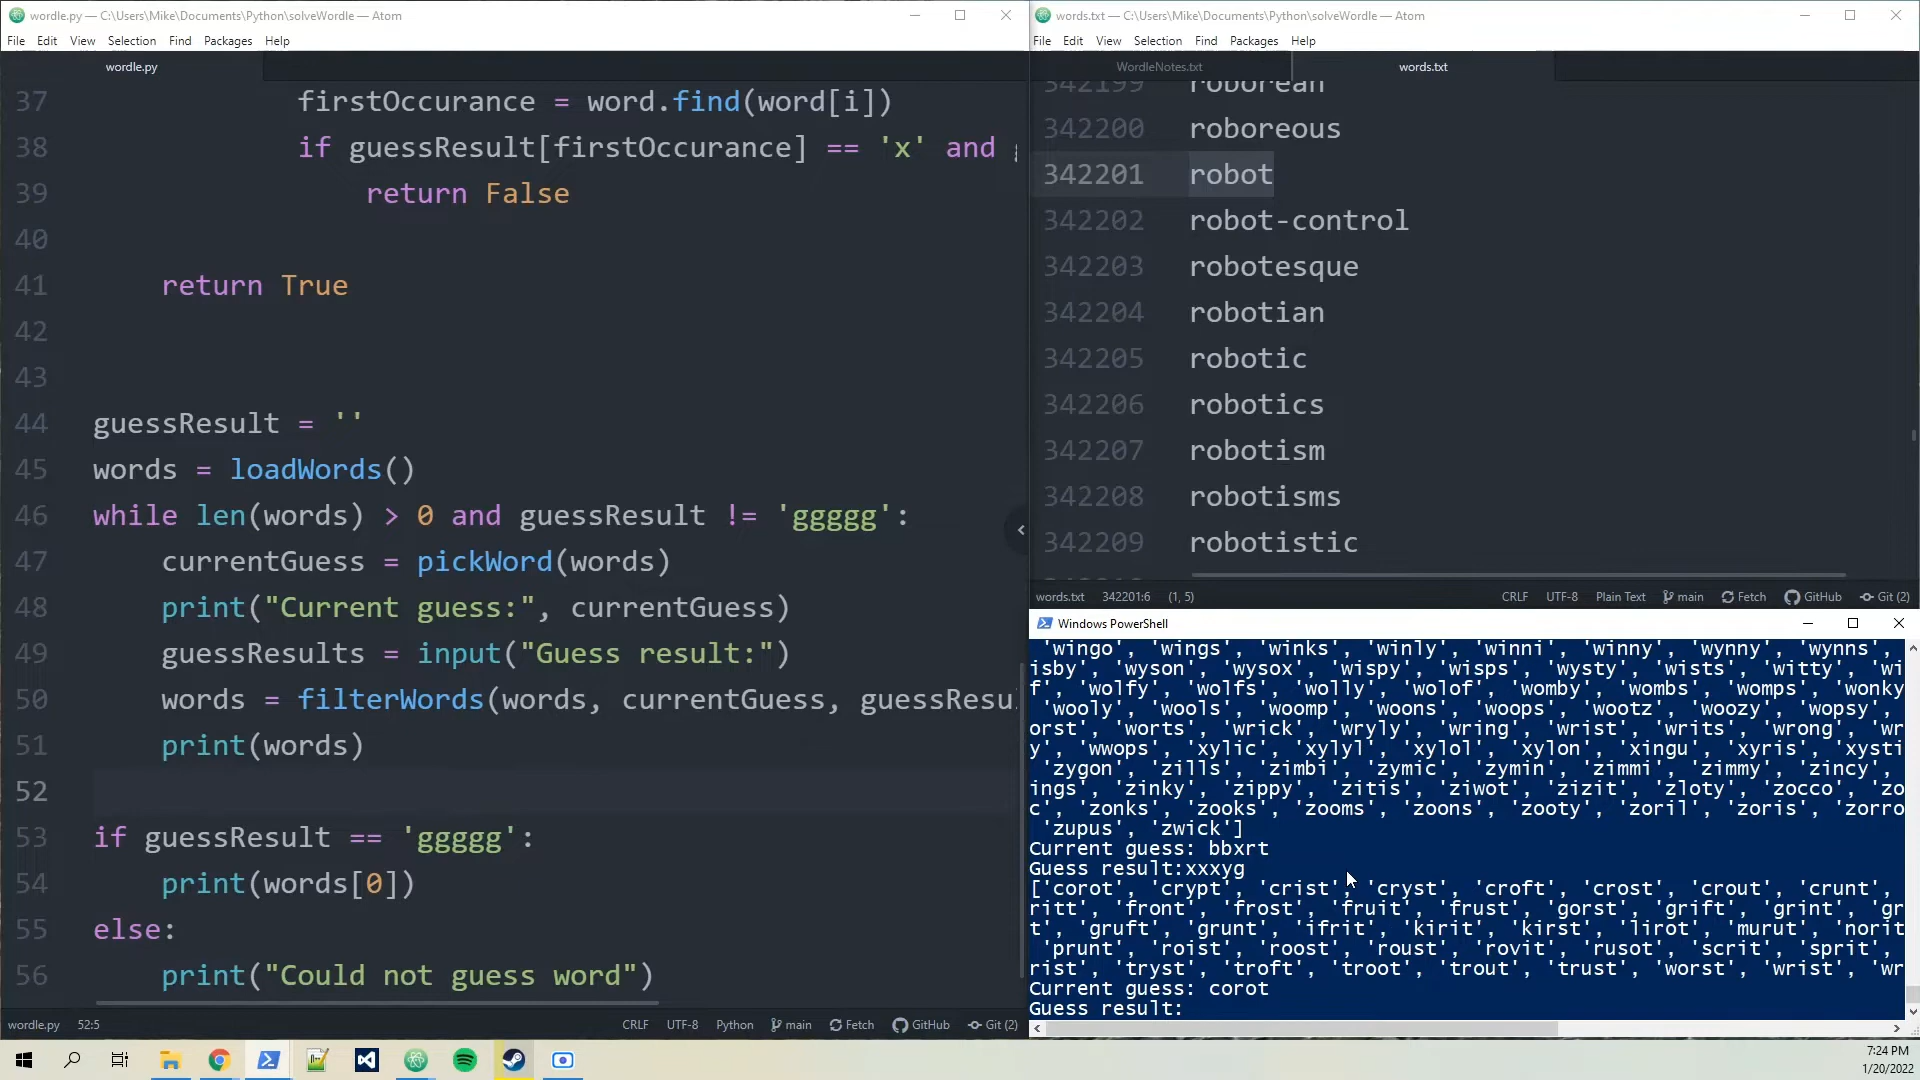 wordle.py — C:\Users\Mike\Documents\Python\solveWordle — Atom
File Edit View Selection Find Packages Help
wordle.py
37 firstOccurance = word.find(word[i])
38 if guessResult[firstOccurance] == 'x' and
39 return False
40
41 return True
42
43
44 guessResult = ''
45 words = loadWords()
46 while len(words) > 0 and guessResult != 'ggggg':
47 currentGuess = pickWord(words)
48 print("Current guess:", currentGuess)
49 guessResults = input("Guess result:")
50 words = filterWords(words, currentGuess, guessResu
51 print(words)
52
53 if guessResult == 'ggggg':
54 print(words[0])
55 else:
56 print("Could not guess word")
wordle.py 52:5 CRLF UTF-8 Python main Fetch GitHub Git (2)
words.txt — C:\Users\Mike\Documents\Python\solveWordle — Atom
File Edit View Selection Find Packages Help
WordleNotes.txt words.txt
342199 roborean
342200 roboreous
342201 robot
342202 robot-control
342203 robotesque
342204 robotian
342205 robotic
342206 robotics
342207 robotism
342208 robotisms
342209 robotistic
words.txt 342201:6 (1, 5) CRLF UTF-8 Plain Text main Fetch GitHub Git (2)
Windows PowerShell
'wingo', 'wings', 'winks', 'winly', 'winni', 'winny', 'wynny', 'wynns',
isby', 'wyson', 'wysox', 'wispy', 'wisps', 'wysty', 'wists', 'witty', 'wi
f', 'wolfy', 'wolfs', 'wolly', 'wolof', 'womby', 'wombs', 'womps', 'wonky
'wooly', 'wools', 'woomp', 'woons', 'woops', 'wootz', 'woozy', 'wopsy',
orst', 'worts', 'wrick', 'wryly', 'wring', 'wrist', 'writs', 'wrong', 'wr
y', 'wwops', 'xylic', 'xylyl', 'xylol', 'xylon', 'xingu', 'xyris', 'xysti
'zygon', 'zills', 'zimbi', 'zymic', 'zymin', 'zimmi', 'zimmy', 'zincy',
ings', 'zinky', 'zippy', 'zitis', 'ziwot', 'zizit', 'zloty', 'zocco', 'zo
c', 'zonks', 'zooks', 'zooms', 'zoons', 'zooty', 'zoril', 'zoris', 'zorro
'zupus', 'zwick']
Current guess: bbxrt
Guess result:xxxyg
['corot', 'crypt', 'crist', 'cryst', 'croft', 'crost', 'crout', 'crunt',
ritt', 'front', 'frost', 'fruit', 'frust', 'gorst', 'grift', 'grint', 'gr
t', 'gruft', 'grunt', 'ifrit', 'kirit', 'kirst', 'lirot', 'murut', 'norit
'prunt', 'roist', 'roost', 'roust', 'rovit', 'rusot', 'scrit', 'sprit',
rist', 'tryst', 'troft', 'troot', 'trout', 'trust', 'worst', 'wrist', 'wr
Current guess: corot
Guess result:
7:24 PM
1/20/2022